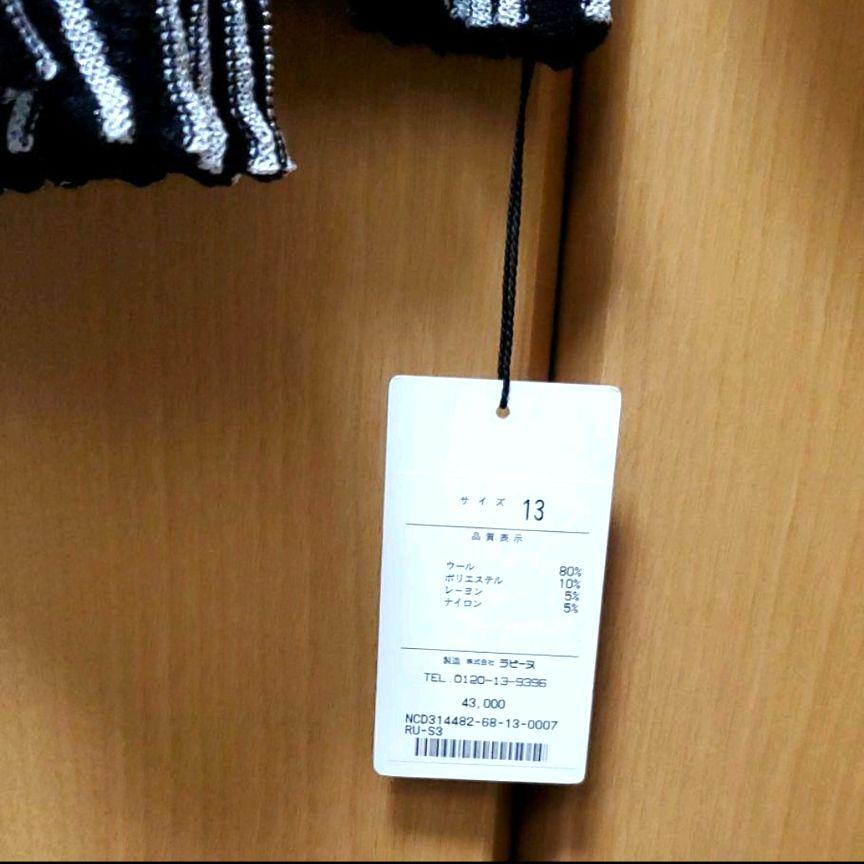 サイズ 13
品質表示
ウール 80%
ポリエステル 10%
レーヨン 5%
ナイロン 5%
製造 株式会社 ラピーヌ
TEL.0120-13-9396
43,000
NCD314482-68-13-0007
RU-S3